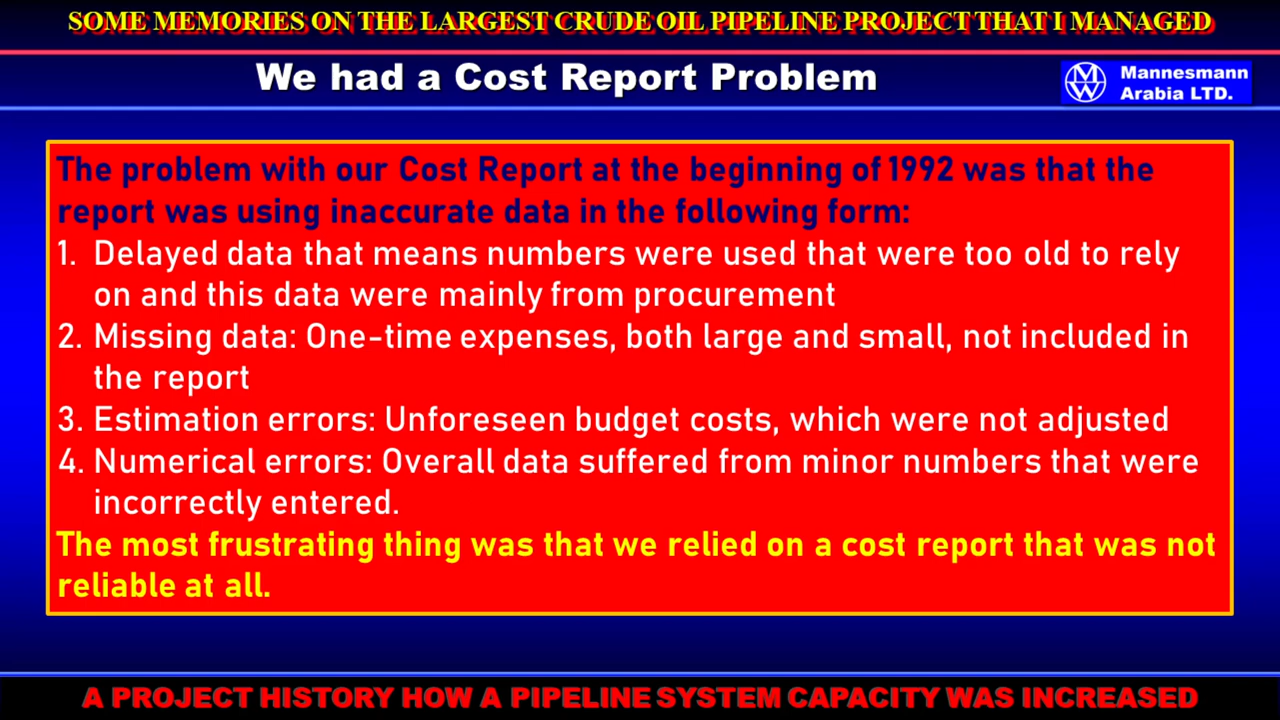 SOME MEMORIES ON THE LARGEST CRUDE OIL PIPELINE PROJECT THAT I MANAGED
We had a Cost Report Problem
Mannesmann
Arabia LTD.
The problem with our Cost Report at the beginning of 1992 was that the
report was using inaccurate data in the following form:
1. Delayed data that means numbers were used that were too old to rely
on and this data were mainly from procurement
2. Missing data: One-time expenses, both large and small, not included in
the report
3. Estimation errors: Unforeseen budget costs, which were not adjusted
4. Numerical errors: Overall data suffered from minor numbers that were
incorrectly entered.
The most frustrating thing was that we relied on a cost report that was not
reliable at all.
A PROJECT HISTORY HOW A PIPELINE SYSTEM CAPACITY WAS INCREASED